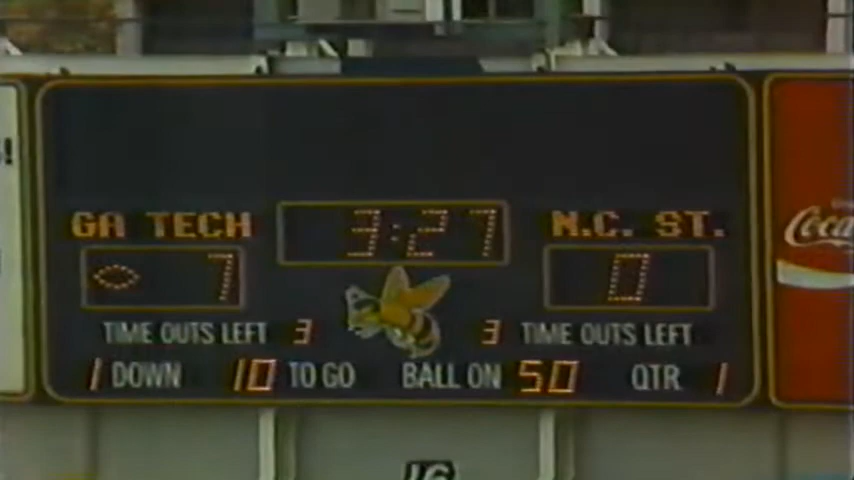 3:27
GA TECH N.C. ST.
7 0
TIME OUTS LEFT 3 3 TIME OUTS LEFT
1 DOWN 10 TO GO BALL ON 50 QTR 1
Coca
16